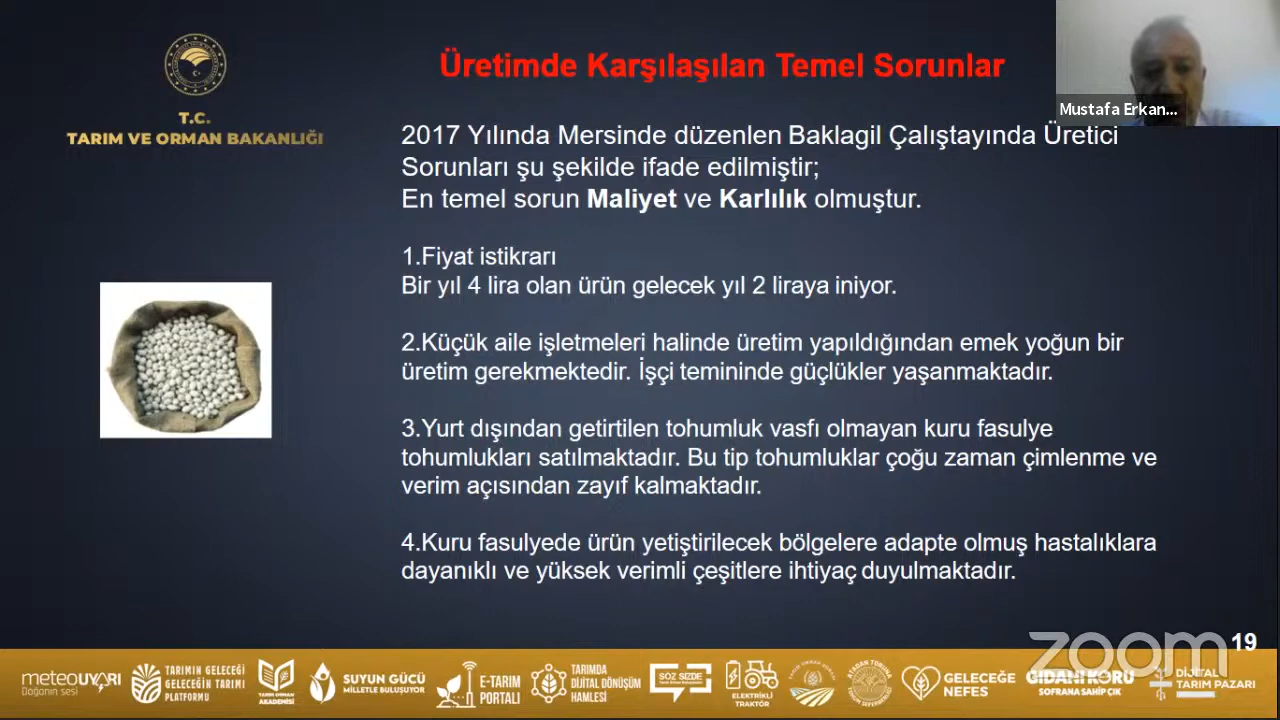 Üretimde Karşılaşılan Temel Sorunlar
Mustafa Erkan...
T.C.
TARIM VE ORMAN BAKANLIĞI
2017 Yılında Mersinde düzenlen Baklagil Çalıştayında Üretici
Sorunları şu şekilde ifade edilmiştir;
En temel sorun Maliyet ve Karlılık olmuştur.
1.Fiyat istikrarı
Bir yıl 4 lira olan ürün gelecek yıl 2 liraya iniyor.
2.Küçük aile işletmeleri halinde üretim yapıldığından emek yoğun bir
üretim gerekmektedir. İşçi temininde güçlükler yaşanmaktadır.
3.Yurt dışından getirtilen tohumluk vasfı olmayan kuru fasulye
tohumlukları satılmaktadır. Bu tip tohumluklar çoğu zaman çimlenme ve
verim açısından zayıf kalmaktadır.
4.Kuru fasulyede ürün yetiştirilecek bölgelere adapte olmuş hastalıklara
dayanıklı ve yüksek verimli çeşitlere ihtiyaç duyulmaktadır.
zoom
19
meteoUYARI
Doğanın sesi
TARIMIN GELECEĞİ
GELECEĞİN TARIMI
PLATFORMU
TARIM ORMAN
AKADEMİSİ
SUYUN GÜCÜ
MİLLETLE BULUŞUYOR
E-TARIM
PORTALI
TARIMDA
DİJİTAL DÖNÜŞÜM
HAMLESİ
SÖZ SİZDE
ELEKTRİKLİ
TRAKTÖR
GELECEĞE
NEFES
GIDANI KORU
SOFRANA SAHİP ÇIK
DİJİTAL
TARIM PAZARI